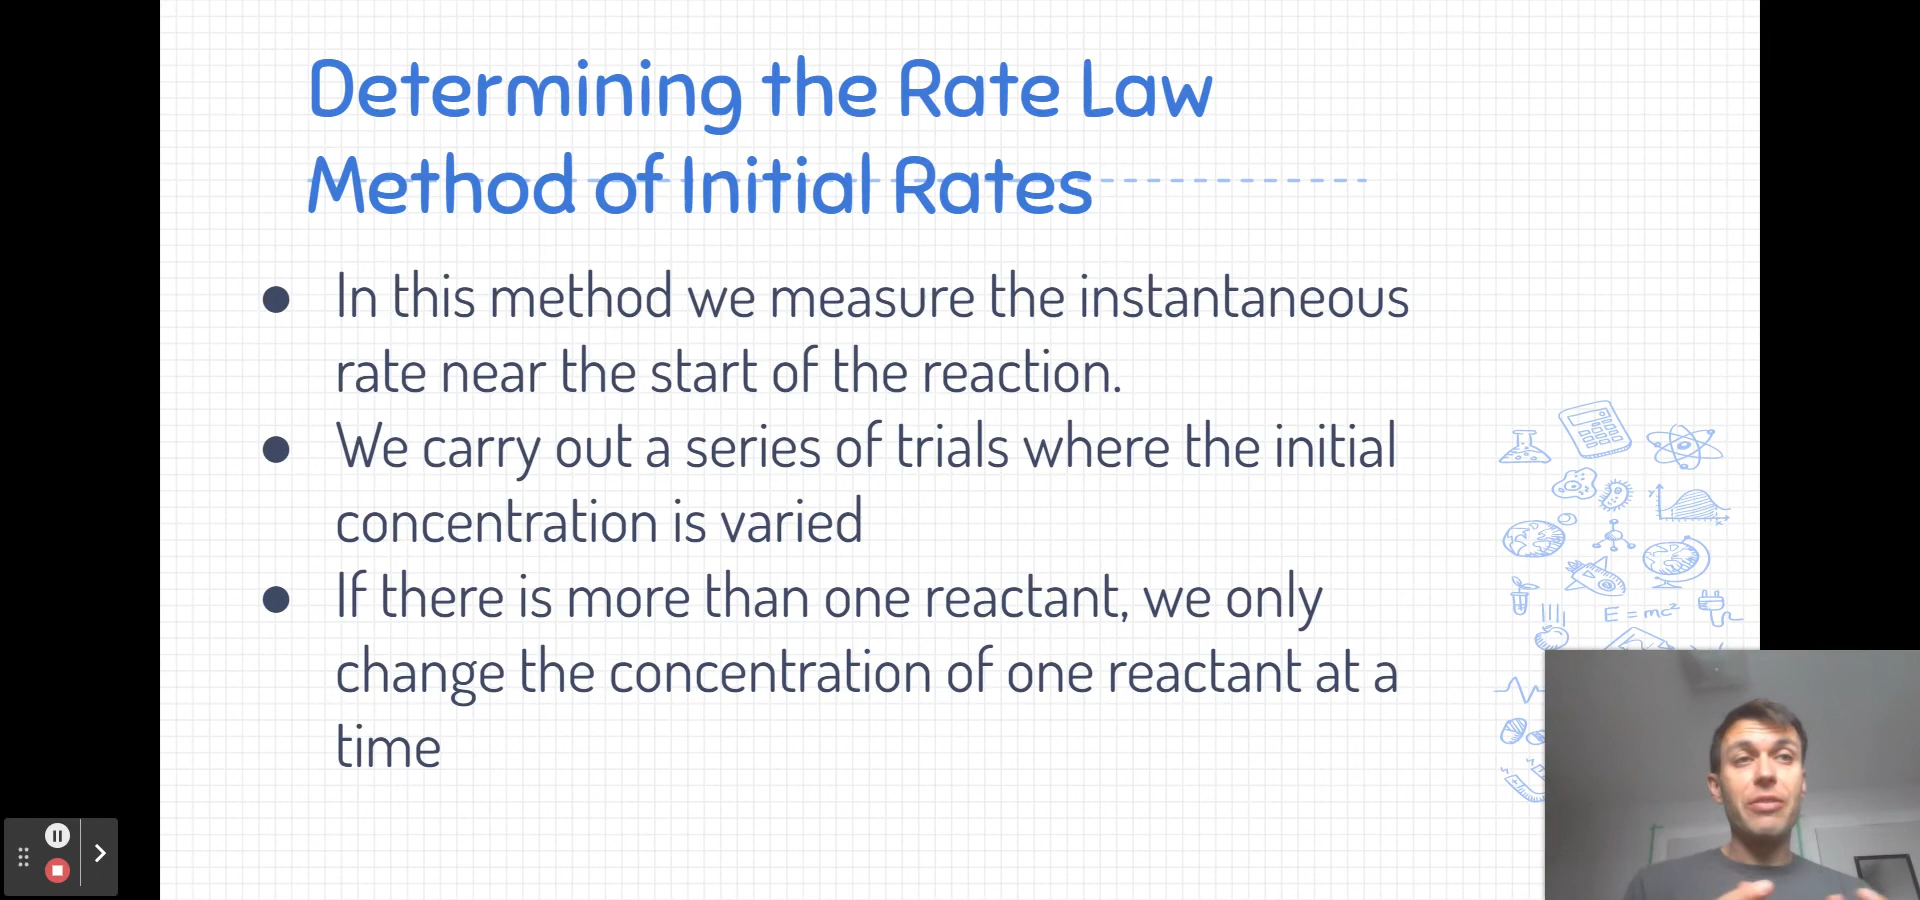 Determining the Rate Law
Method of Initial Rates
● In this method we measure the instantaneous
rate near the start of the reaction.
● We carry out a series of trials where the initial
concentration is varied
● If there is more than one reactant, we only
change the concentration of one reactant at a
time
E = mc²